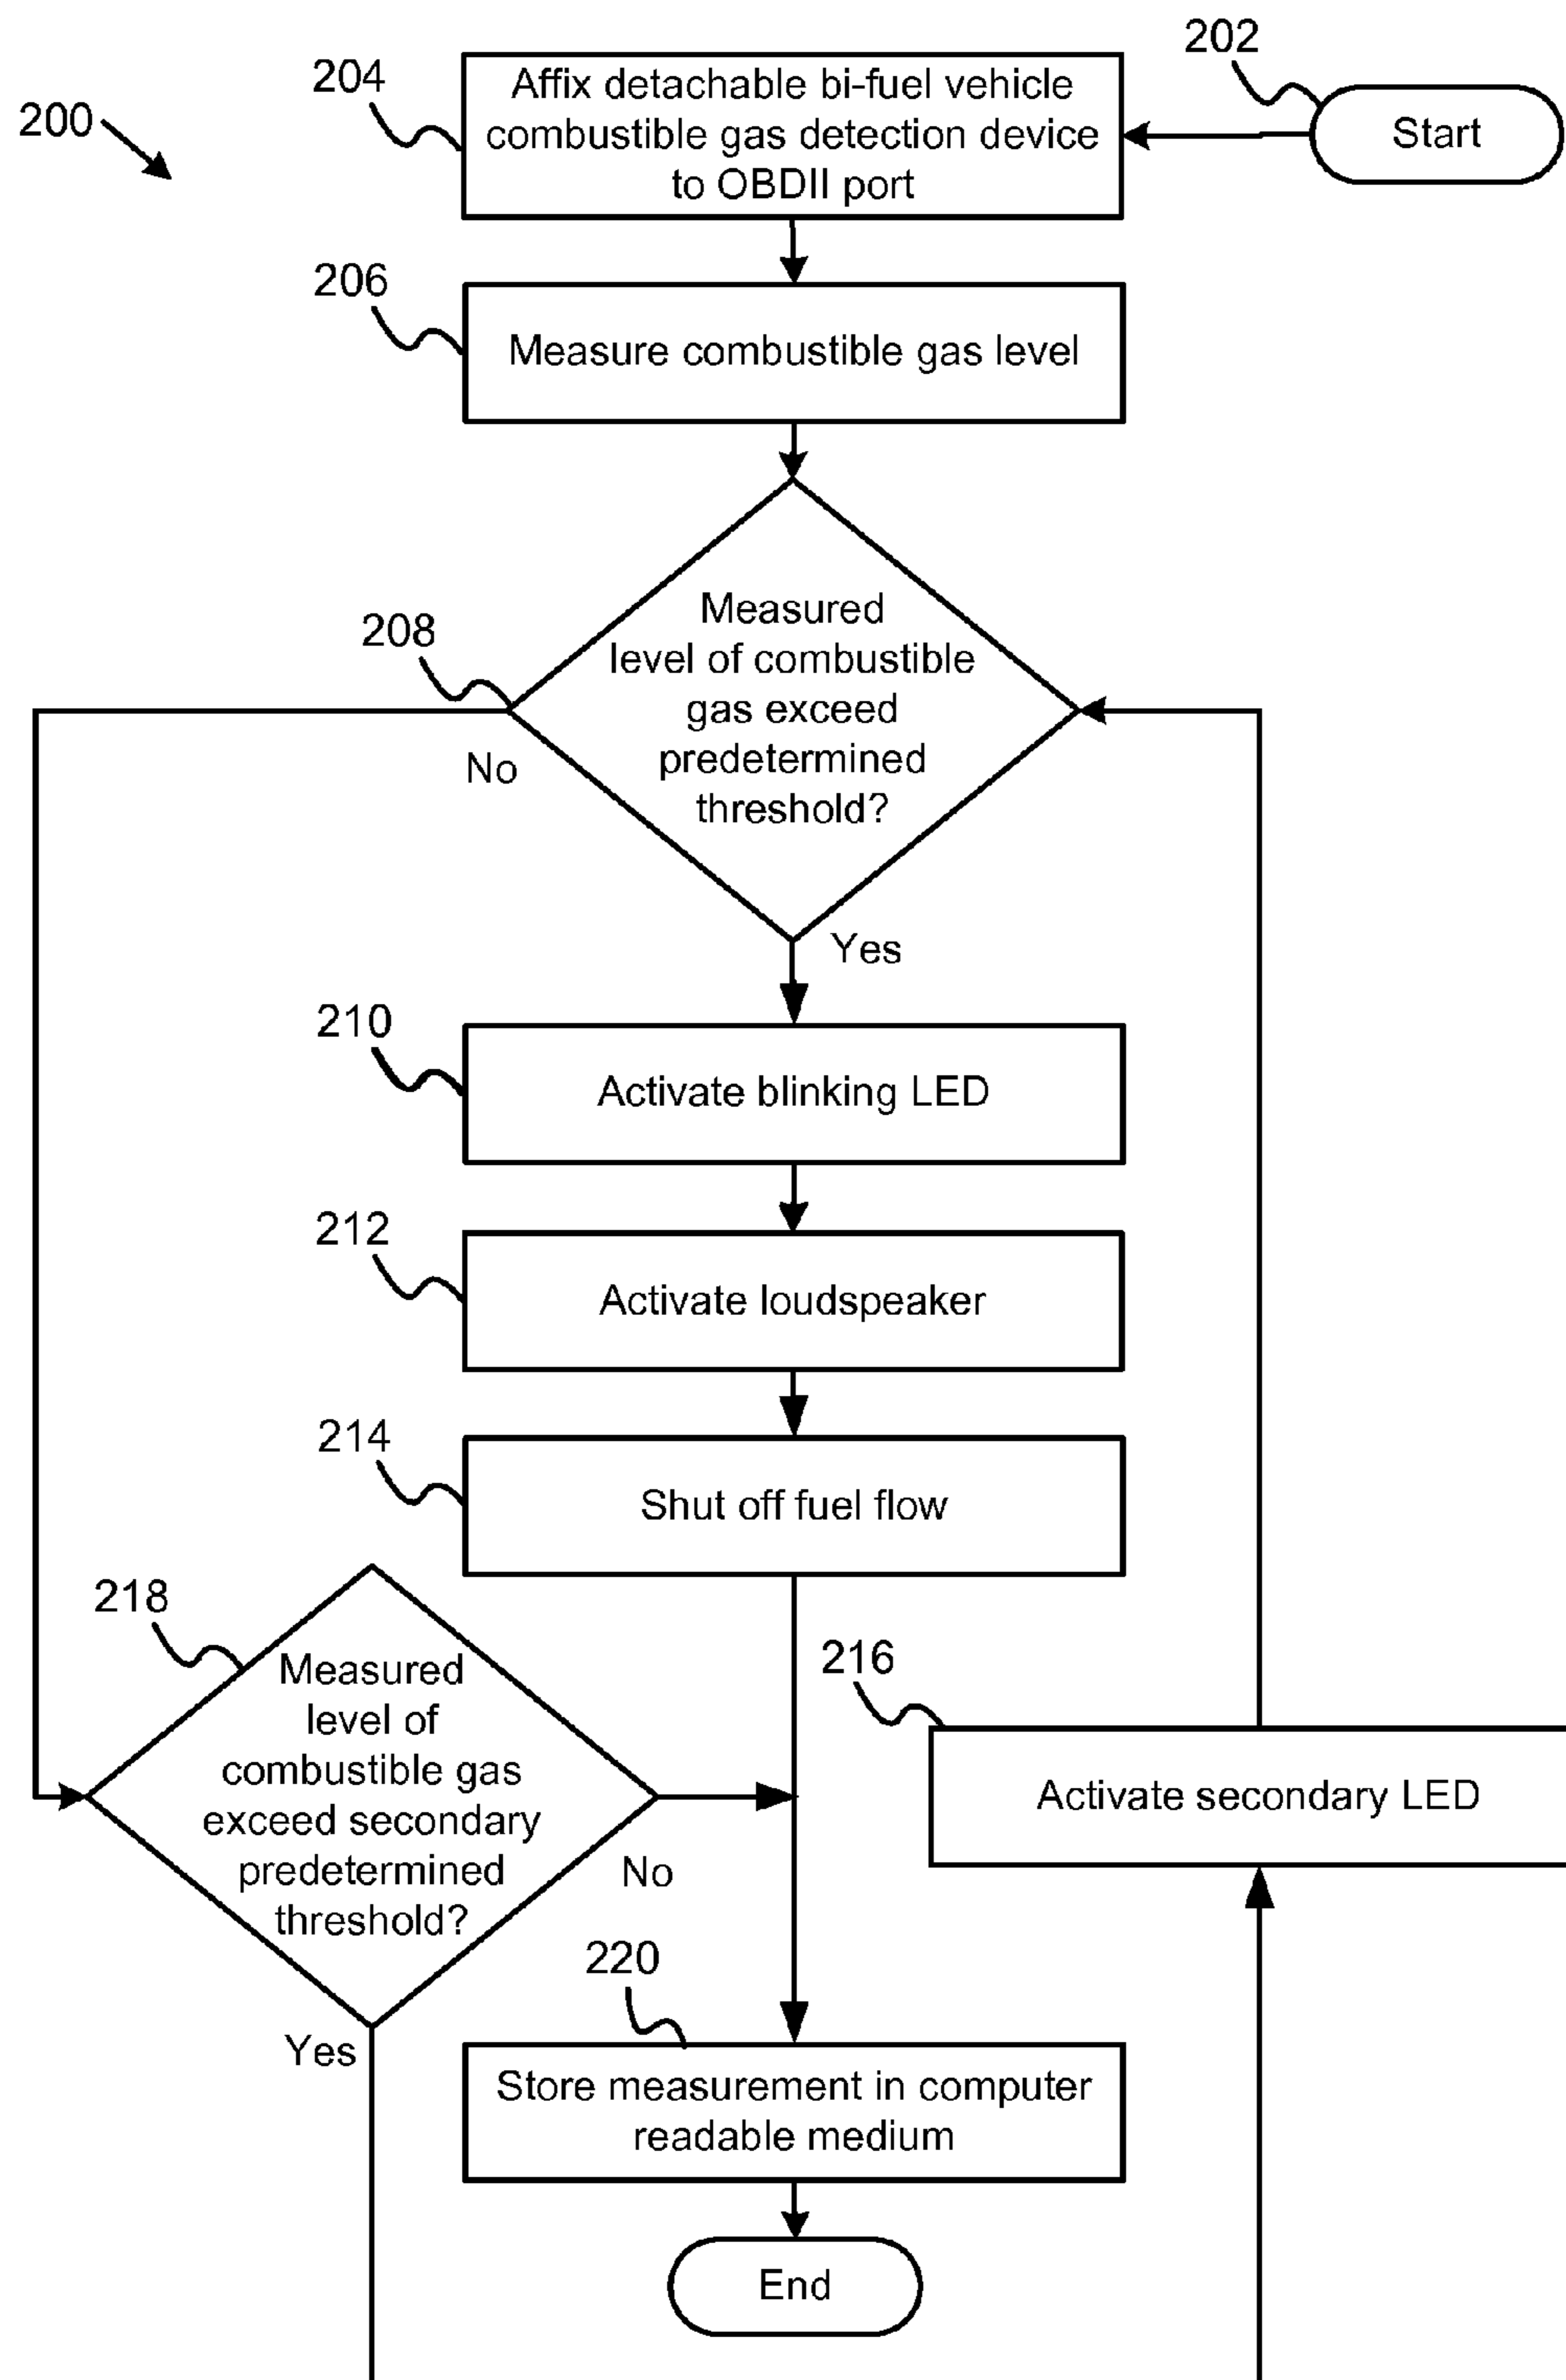 202
Start
204
Affix detachable bi-fuel vehicle
combustible gas detection device
to OBDII port
200
206
Measure combustible gas level
208
Measured
level of combustible
gas exceed
predetermined
threshold?
No
Yes
210
Activate blinking LED
212
Activate loudspeaker
214
Shut off fuel flow
218
Measured
level of
combustible gas
exceed secondary
predetermined
threshold?
No
Yes
216
Activate secondary LED
220
Store measurement in computer
readable medium
End